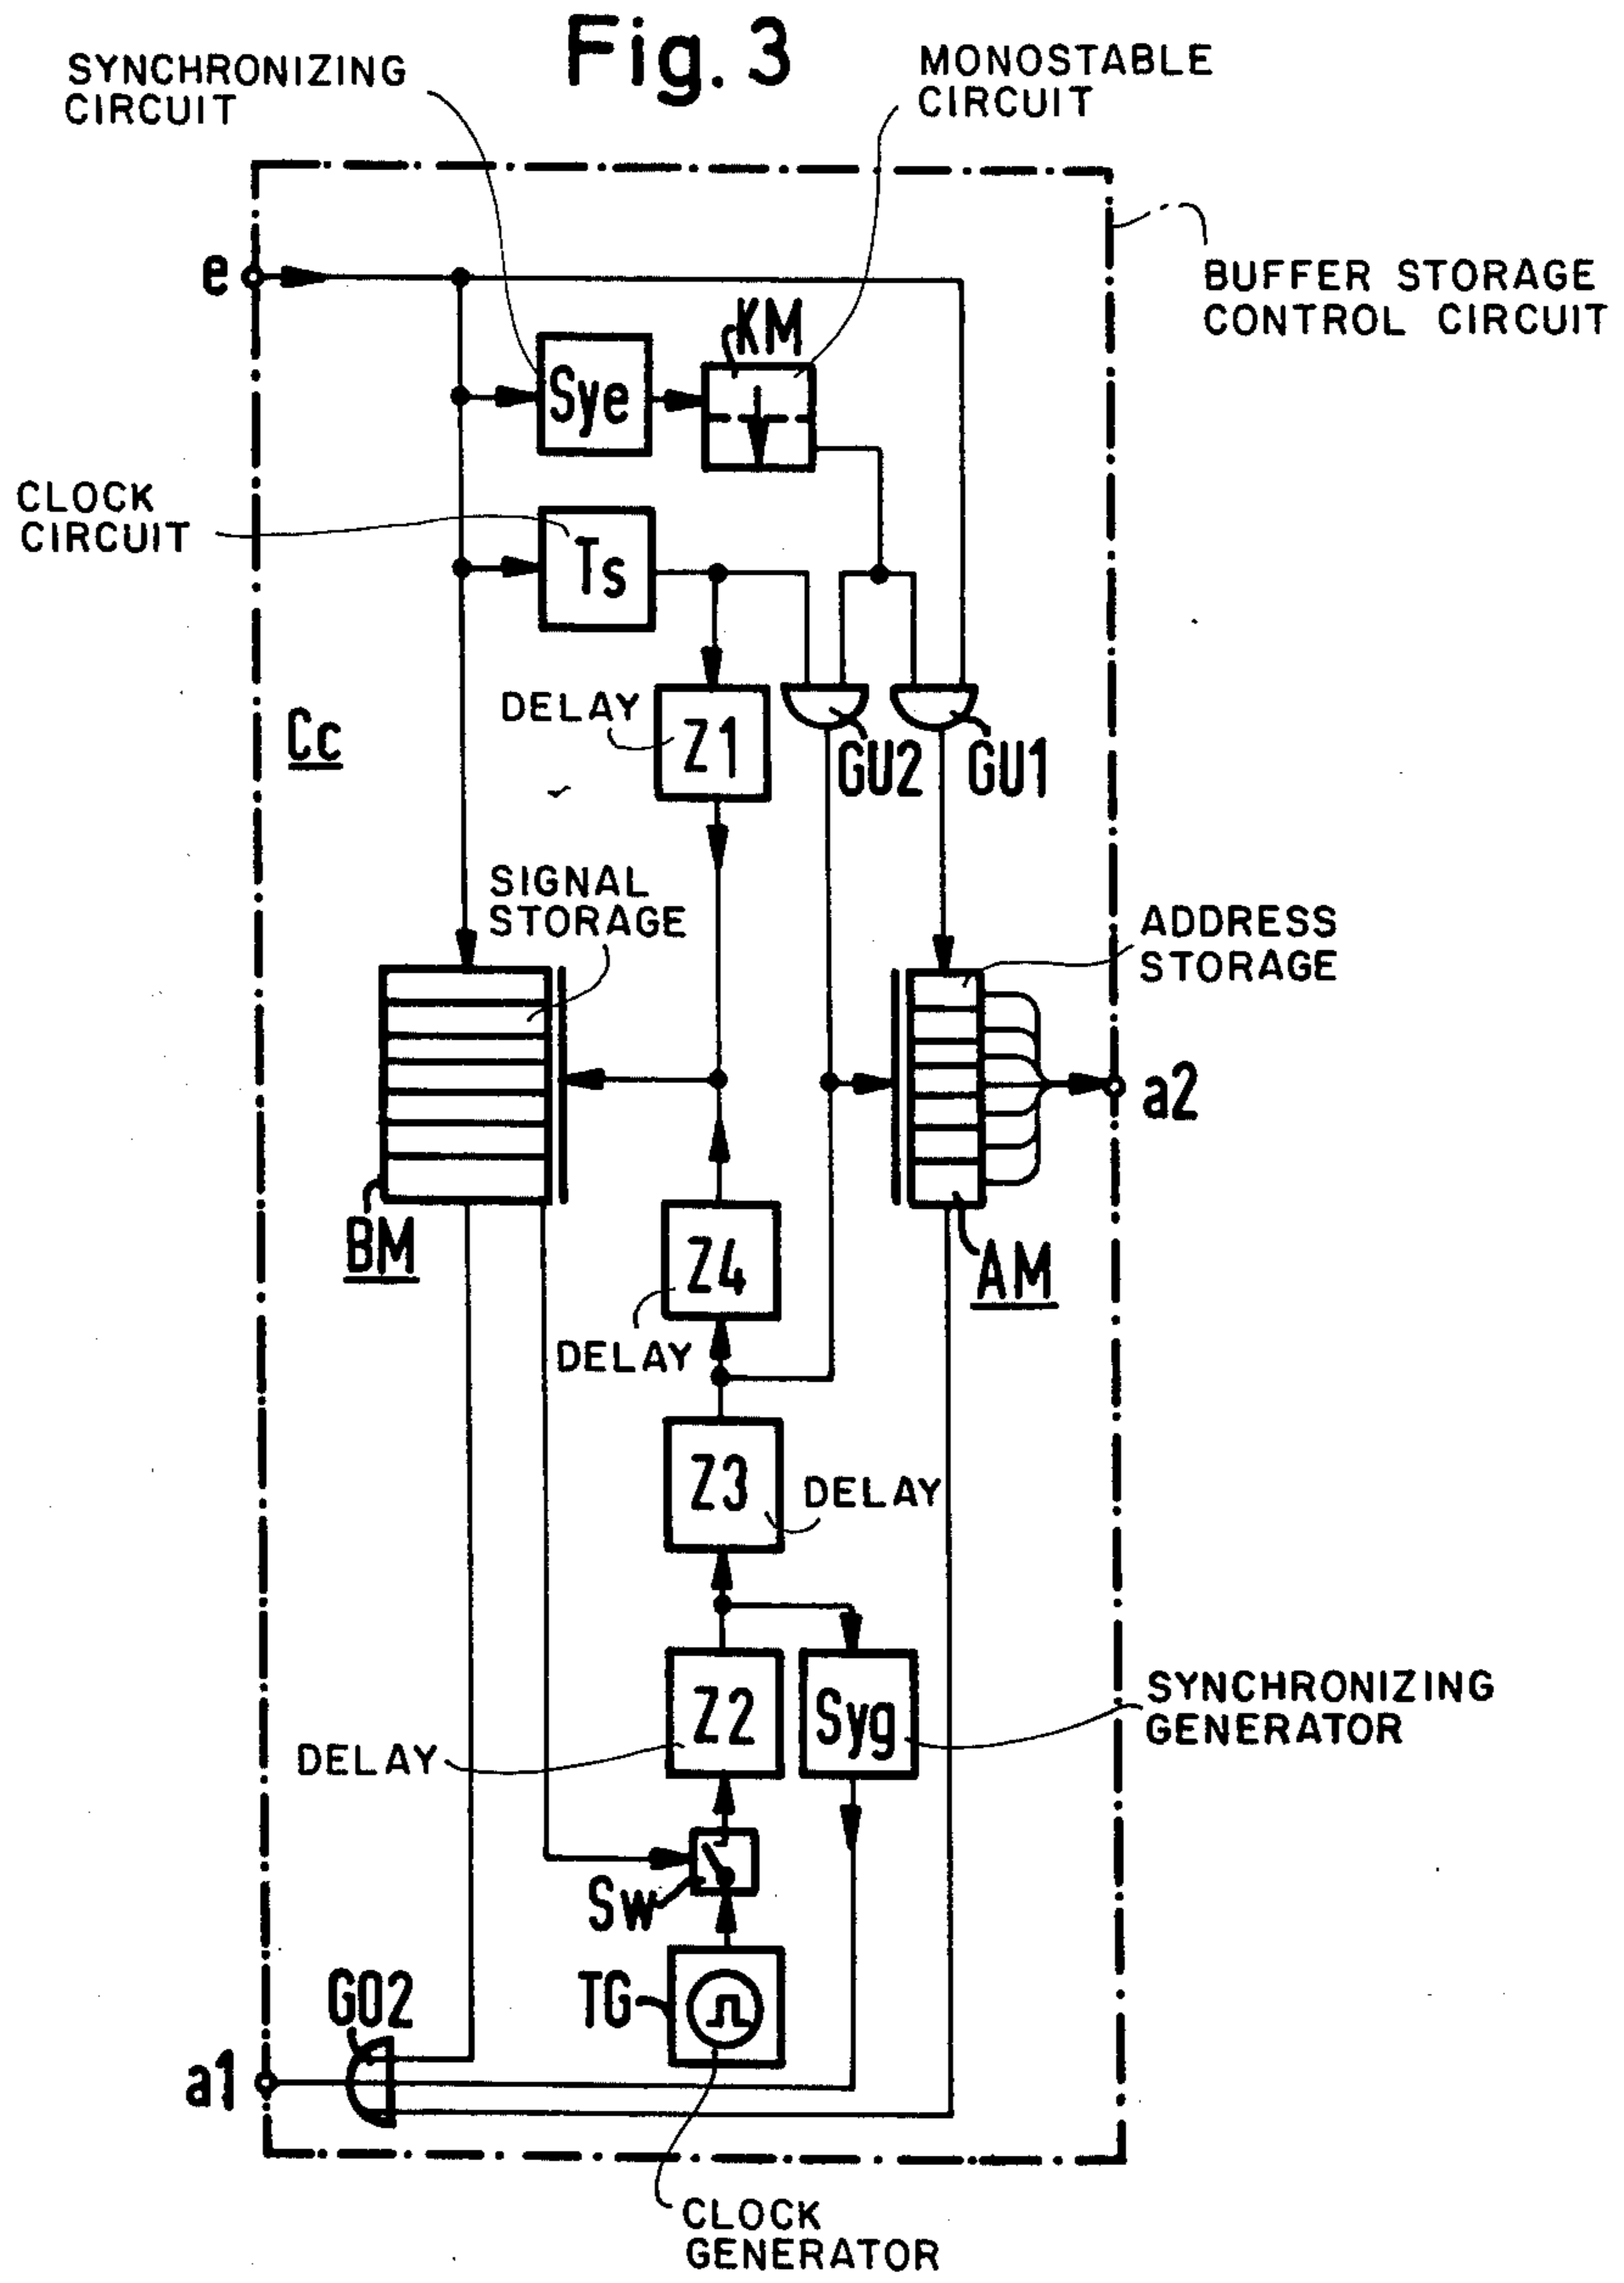 Fig. 3
SYNCHRONIZING
CIRCUIT
MONOSTABLE
CIRCUIT
e
BUFFER STORAGE
CONTROL CIRCUIT
KM
Sye
CLOCK
CIRCUIT
Ts
DELAY
Z1
Cc
GU2
GU1
SIGNAL
STORAGE
ADDRESS
STORAGE
a2
BM
Z4
AM
DELAY
Z3
DELAY
Z2
Syg
SYNCHRONIZING
GENERATOR
DELAY
Sw
TG
GO2
a1
CLOCK
GENERATOR